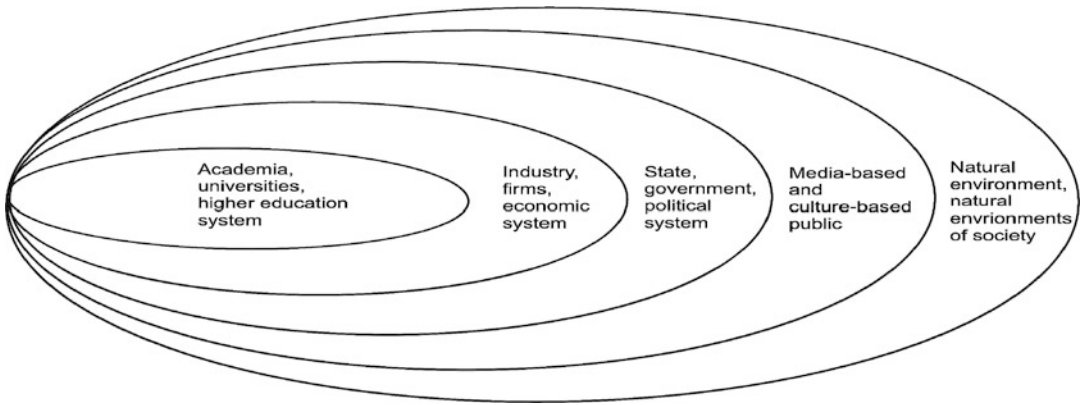 Academia,
universities,
higher education
system
Industry,
firms,
economic
system
State,
government,
political
system
Media-based
and
culture-based
public
Natural
environment,
natural
envrionments
of society